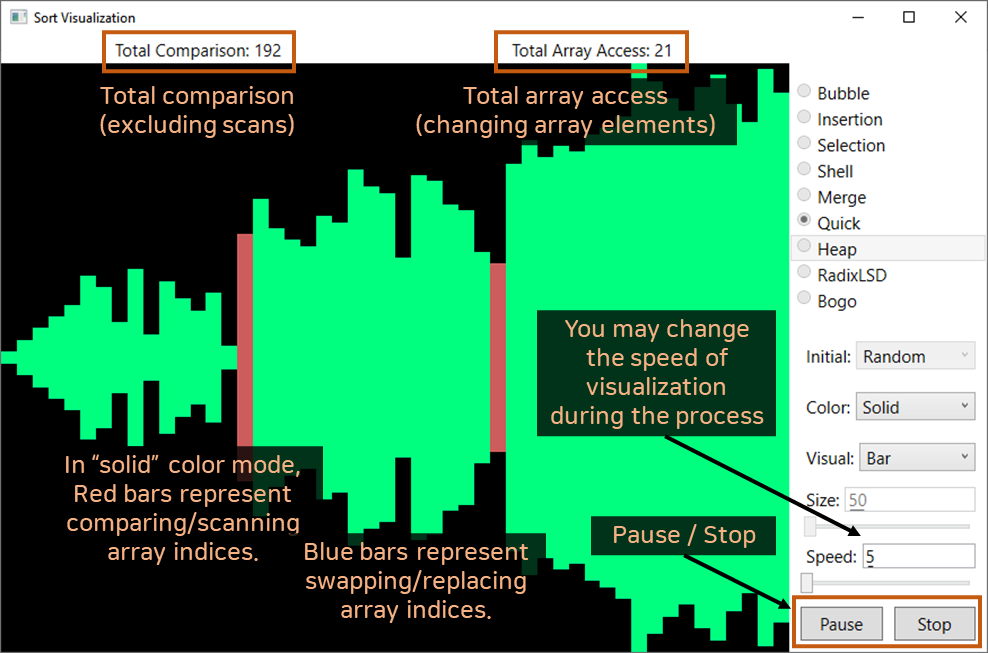 Sort Visualization
Total Comparison: 192
Total Array Access: 21
Total comparison
(excluding scans)
Total array access
(changing array elements)
Bubble
Insertion
Selection
Shell
Merge
Quick
Heap
RadixLSD
Bogo
You may change
the speed of
visualization
during the process
Initial: Random
Color: Solid
Visual: Bar
Size: 50
Speed: 5
In “solid” color mode,
Red bars represent
comparing/scanning
array indices.
Blue bars represent
swapping/replacing
array indices.
Pause / Stop
Pause
Stop